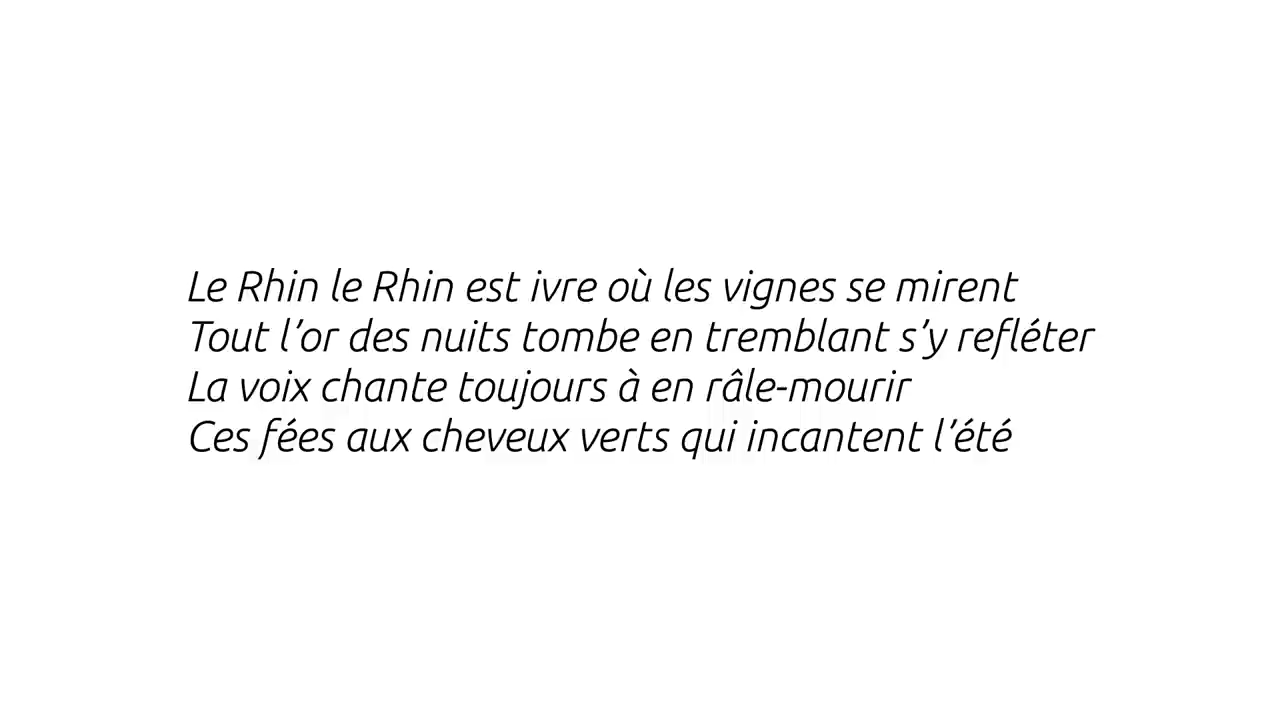 Le Rhin le Rhin est ivre où les vignes se mirent
Tout l’or des nuits tombe en tremblant s’y refléter
La voix chante toujours à en râle-mourir
Ces fées aux cheveux verts qui incantent l’été